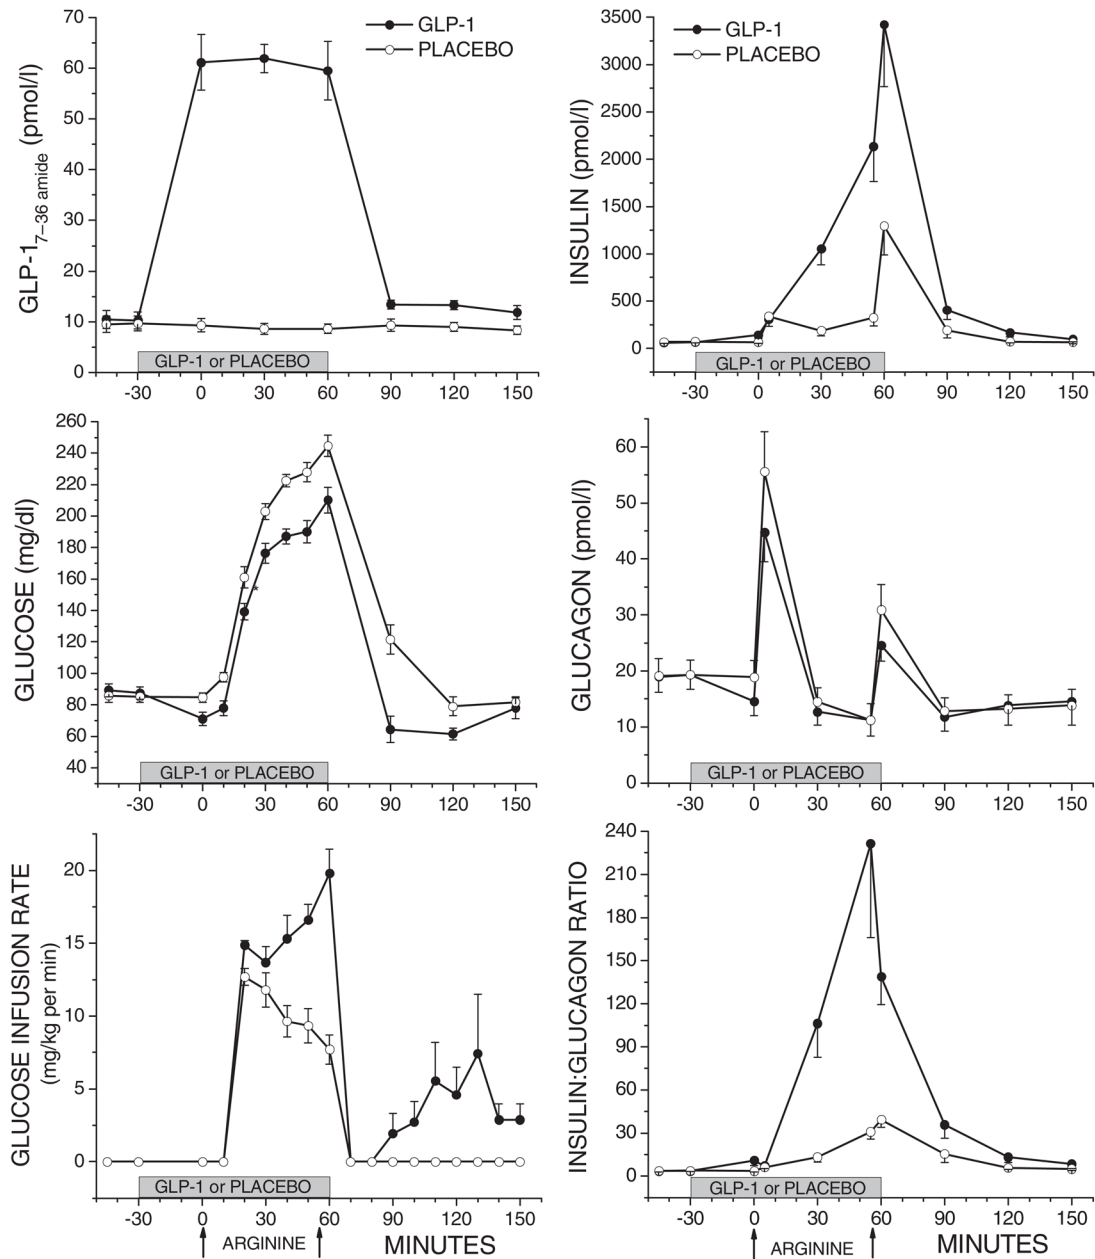 GLP-1
PLACEBO
GLP-1₇₋₃₆ amide (pmol/l)
70
60
50
40
30
20
10
0
GLP-1 or PLACEBO
-30 0 30 60 90 120 150
GLP-1
PLACEBO
INSULIN (pmol/l)
3500
3000
2500
2000
1500
1000
500
0
GLP-1 or PLACEBO
-30 0 30 60 90 120 150
GLUCOSE (mg/dl)
260
240
220
200
180
160
140
120
100
80
60
40
*
GLP-1 or PLACEBO
-30 0 30 60 90 120 150
GLUCAGON (pmol/l)
60
50
40
30
20
10
0
GLP-1 or PLACEBO
-30 0 30 60 90 120 150
GLUCOSE INFUSION RATE
(mg/kg per min)
20
15
10
5
0
GLP-1 or PLACEBO
-30 0 30 60 90 120 150
ARGININE MINUTES
INSULIN:GLUCAGON RATIO
240
210
180
150
120
90
60
30
0
GLP-1 or PLACEBO
-30 0 30 60 90 120 150
ARGININE MINUTES